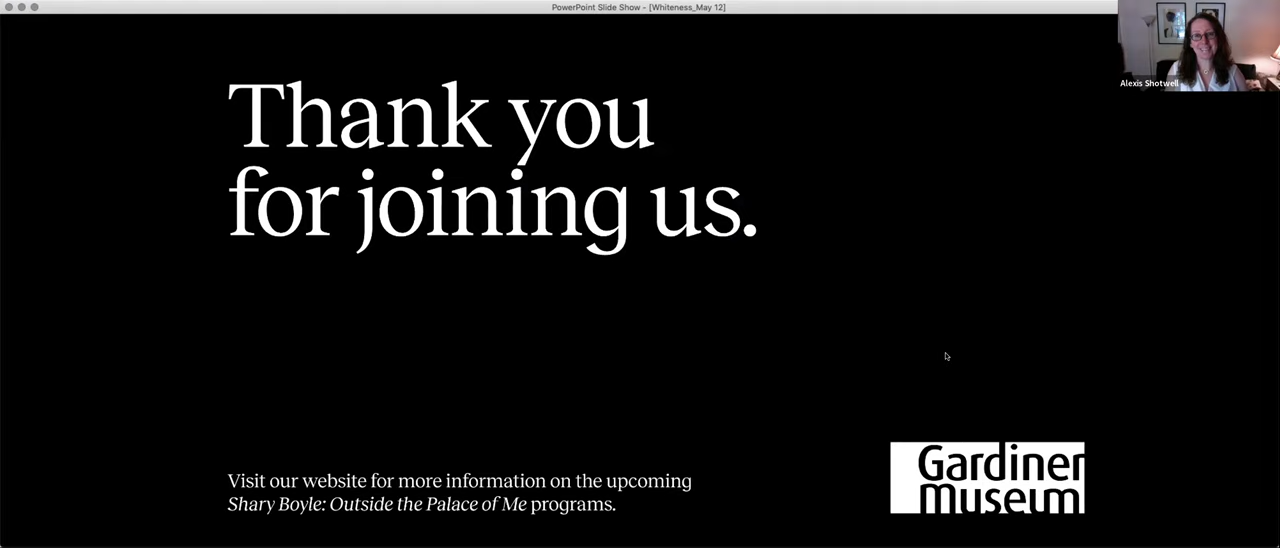 PowerPoint Slide Show - [Whiteness_May 12]
Alexis Shotwell
Thank you
for joining us.
Visit our website for more information on the upcoming
Shary Boyle: Outside the Palace of Me programs.
Gardiner
museum